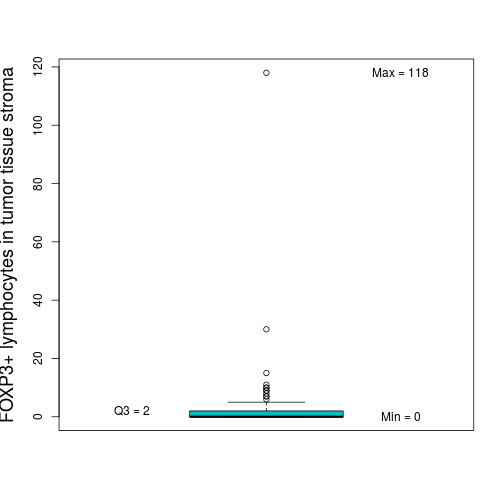 FOXP3+ lymphocytes in tumor tissue stroma
120
100
80
60
40
20
0
Max = 118
Q3 = 2
Min = 0